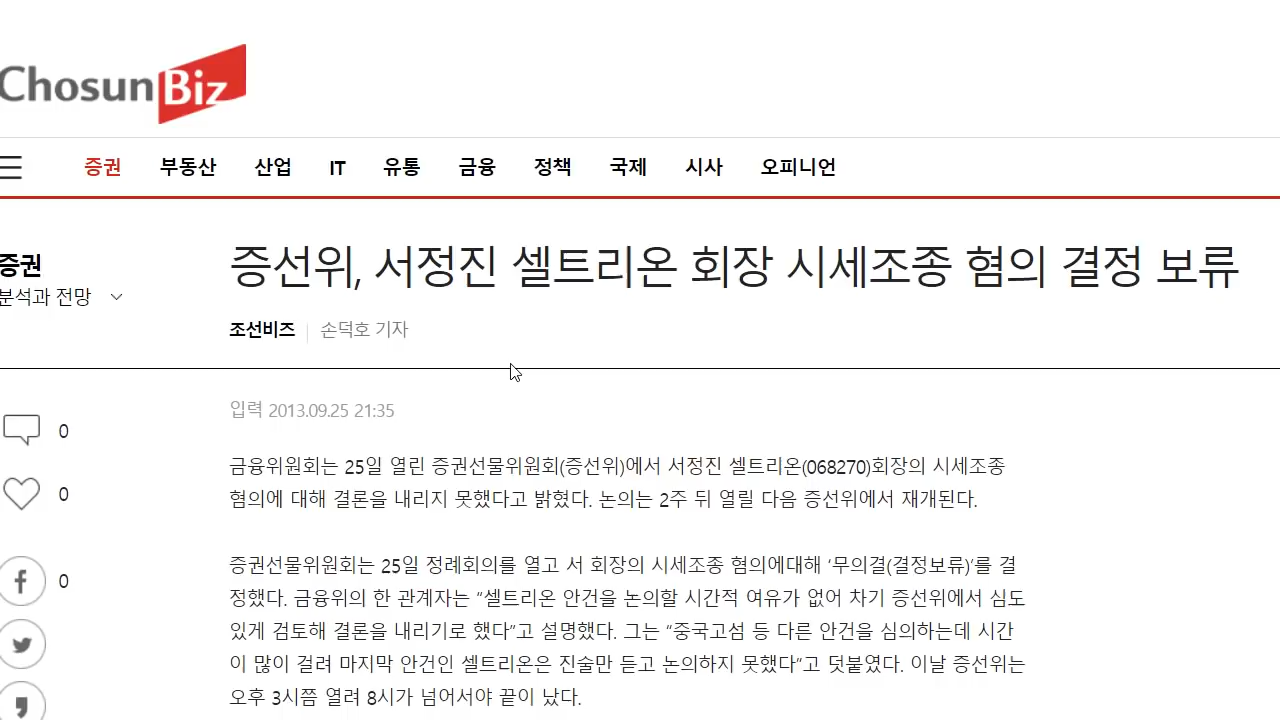 ChosunBiz
증권 부동산 산업 IT 유통 금융 정책 국제 시사 오피니언
증권
분석과 전망
증선위, 서정진 셀트리온 회장 시세조종 혐의 결정 보류
조선비즈 손덕호 기자
입력 2013.09.25 21:35
0
0
0
금융위원회는 25일 열린 증권선물위원회(증선위)에서 서정진 셀트리온(068270)회장의 시세조종
혐의에 대해 결론을 내리지 못했다고 밝혔다. 논의는 2주 뒤 열릴 다음 증선위에서 재개된다.
증권선물위원회는 25일 정례회의를 열고 서 회장의 시세조종 혐의에대해 ‘무의결(결정보류)’를 결
정했다. 금융위의 한 관계자는 “셀트리온 안건을 논의할 시간적 여유가 없어 차기 증선위에서 심도
있게 검토해 결론을 내리기로 했다”고 설명했다. 그는 “중국고섬 등 다른 안건을 심의하는데 시간
이 많이 걸려 마지막 안건인 셀트리온은 진술만 듣고 논의하지 못했다”고 덧붙였다. 이날 증선위는
오후 3시쯤 열려 8시가 넘어서야 끝이 났다.